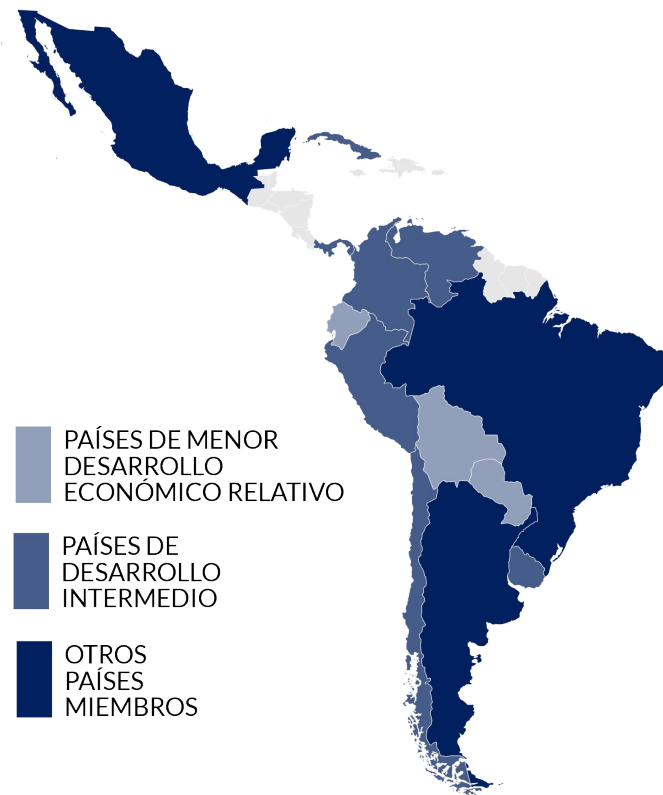 PAÍSES DE MENOR
DESARROLLO
ECONÓMICO RELATIVO
PAÍSES DE
DESARROLLO
INTERMEDIO
OTROS
PAÍSES
MIEMBROS